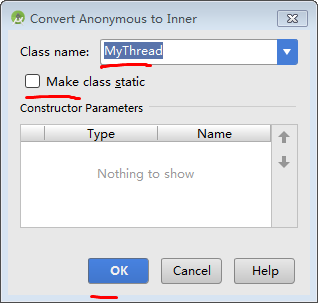 Convert Anonymous to Inner
Class name: MyThread
Make class static
Constructor Parameters
Type Name
Nothing to show
OK Cancel Help